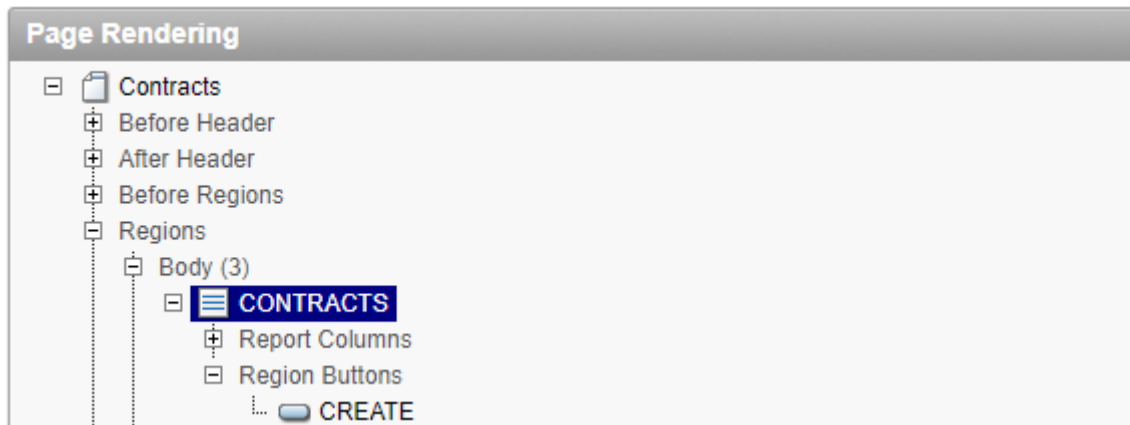 Page Rendering
Contracts
Before Header
After Header
Before Regions
Regions
Body (3)
CONTRACTS
Report Columns
Region Buttons
CREATE